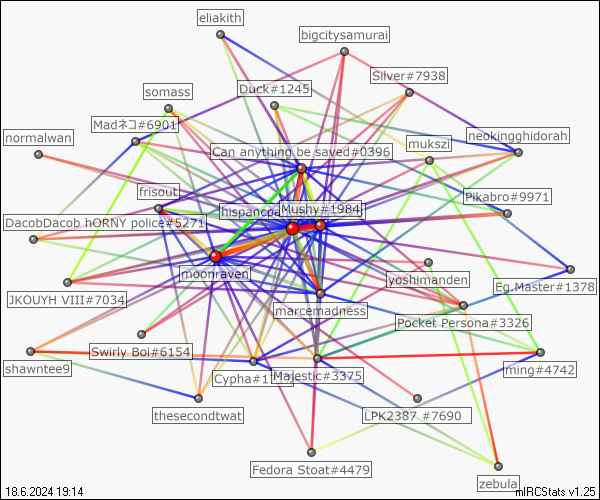 eliakith
bigcitysamurai
Silver#7938
somass
Duck#1245
Madネコ#6901
normalwan
neokingghidorah
mukszi
Can anything be saved#0396
frisout
Pikabro#9971
hispancpa
Mushy#1984
DacobDacob hORNY police#5271
moonraven
yoshimanden
Eg.Master#1378
JKOUYH VIII#7034
marcemadness
Pocket Persona#3326
Swirly Boi#6154
shawntee9
Cypha#1
Majestic#3375
ming#4742
thesecondtwat
LPK2387 #7690
Fedora Stoat#4479
zebula
18.6.2024 19:14
mIRCStats v1.25